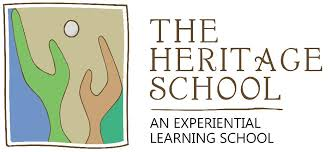 THE
HERITAGE
SCHOOL
AN EXPERIENTIAL
LEARNING SCHOOL